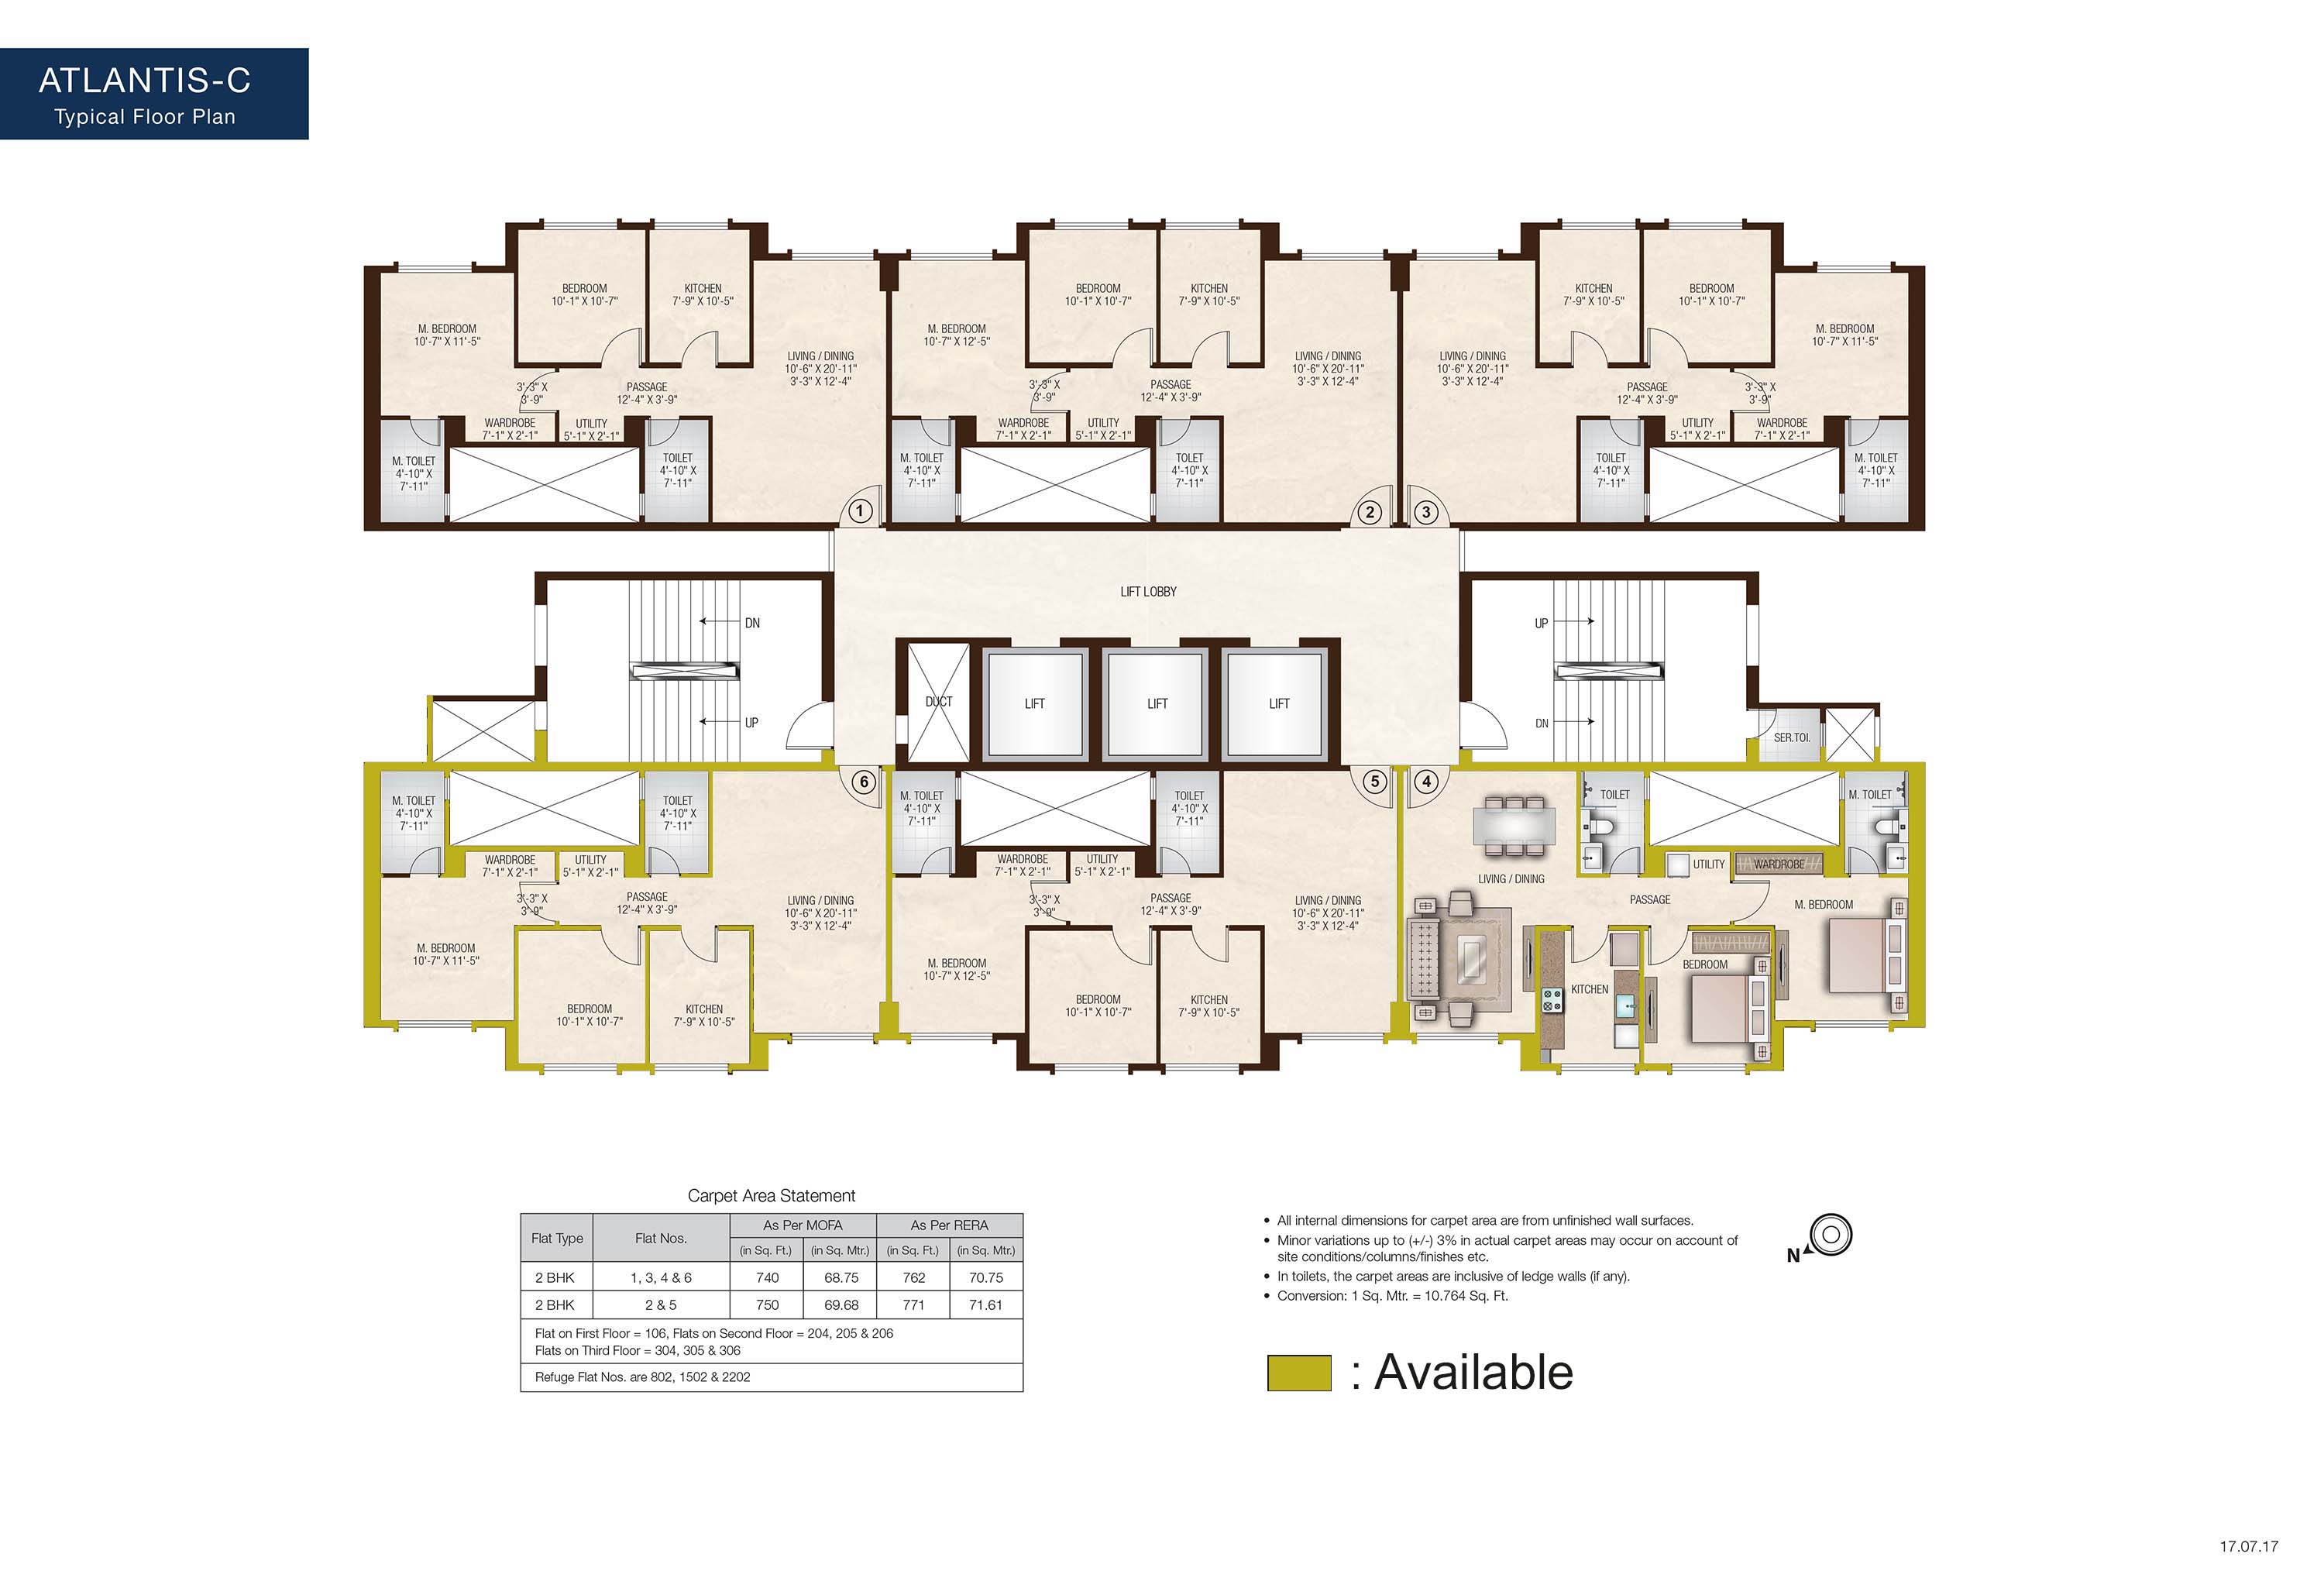 ATLANTIS-C
Typical Floor Plan
BEDROOM
10'-1" X 10'-7"
KITCHEN
7'-9" X 10'-5"
M. BEDROOM
10'-7" X 11'-5"
LIVING / DINING
10'-6" X 20'-11"
3'-3" X 12'-4"
3'-3" X
3'-9"
PASSAGE
12'-4" X 3'-9"
WARDROBE
7'-1" X 2'-1"
UTILITY
5'-1" X 2'-1"
M. TOILET
4'-10" X
7'-11"
TOILET
4'-10" X
7'-11"
1
BEDROOM
10'-1" X 10'-7"
KITCHEN
7'-9" X 10'-5"
M. BEDROOM
10'-7" X 12'-5"
LIVING / DINING
10'-6" X 20'-11"
3'-3" X 12'-4"
3'-3" X
3'-9"
PASSAGE
12'-4" X 3'-9"
WARDROBE
7'-1" X 2'-1"
UTILITY
5'-1" X 2'-1"
M. TOILET
4'-10" X
7'-11"
TOILET
4'-10" X
7'-11"
2
KITCHEN
7'-9" X 10'-5"
BEDROOM
10'-1" X 10'-7"
LIVING / DINING
10'-6" X 20'-11"
3'-3" X 12'-4"
M. BEDROOM
10'-7" X 11'-5"
PASSAGE
12'-4" X 3'-9"
3'-3" X
3'-9"
UTILITY
5'-1" X 2'-1"
WARDROBE
7'-1" X 2'-1"
TOILET
4'-10" X
7'-11"
M. TOILET
4'-10" X
7'-11"
3
LIFT LOBBY
DN
UP
DUCT
LIFT
LIFT
LIFT
UP
DN
SER.TOI.
6
M. TOILET
4'-10" X
7'-11"
TOILET
4'-10" X
7'-11"
WARDROBE
7'-1" X 2'-1"
UTILITY
5'-1" X 2'-1"
3'-3" X
3'-9"
PASSAGE
12'-4" X 3'-9"
LIVING / DINING
10'-6" X 20'-11"
3'-3" X 12'-4"
M. BEDROOM
10'-7" X 11'-5"
BEDROOM
10'-1" X 10'-7"
KITCHEN
7'-9" X 10'-5"
5
M. TOILET
4'-10" X
7'-11"
TOILET
4'-10" X
7'-11"
WARDROBE
7'-1" X 2'-1"
UTILITY
5'-1" X 2'-1"
3'-3" X
3'-9"
PASSAGE
12'-4" X 3'-9"
LIVING / DINING
10'-6" X 20'-11"
3'-3" X 12'-4"
M. BEDROOM
10'-7" X 12'-5"
BEDROOM
10'-1" X 10'-7"
KITCHEN
7'-9" X 10'-5"
4
TOILET
M. TOILET
UTILITY
WARDROBE
LIVING / DINING
PASSAGE
M. BEDROOM
BEDROOM
KITCHEN
Carpet Area Statement
Flat Type Flat Nos. As Per MOFA As Per RERA
(in Sq. Ft.) (in Sq. Mtr.) (in Sq. Ft.) (in Sq. Mtr.)
2 BHK 1, 3, 4 & 6 740 68.75 762 70.75
2 BHK 2 & 5 750 69.68 771 71.61
Flat on First Floor = 106, Flats on Second Floor = 204, 205 & 206
Flats on Third Floor = 304, 305 & 306
Refuge Flat Nos. are 802, 1502 & 2202
• All internal dimensions for carpet area are from unfinished wall surfaces.
• Minor variations up to (+/-) 3% in actual carpet areas may occur on account of
site conditions/columns/finishes etc.
• In toilets, the carpet areas are inclusive of ledge walls (if any).
• Conversion: 1 Sq. Mtr. = 10.764 Sq. Ft.
N
: Available
17.07.17